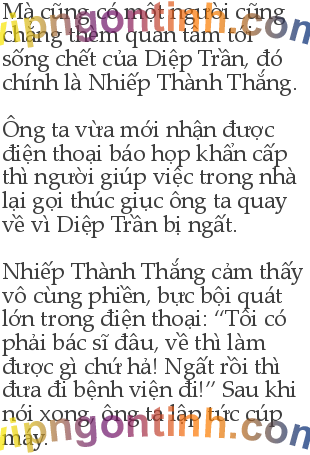 Mà cũng có một người cũng
chẳng thèm quan tâm tới
sống chết của Diệp Trần, đó
chính là Nhiếp Thành Thắng.
Ông ta vừa mới nhận được
điện thoại báo họp khẩn cấp
thì người giúp việc trong nhà
lại gọi thúc giục ông ta quay
về vì Diệp Trần bị ngất.
Nhiếp Thành Thắng cảm thấy
vô cùng phiền, bực bội quát
lớn trong điện thoại: “Tôi có
phải bác sĩ đâu, về thì làm
được gì chứ hả! Ngất rồi thì
đưa đi bệnh viện đi!” Sau khi
nói xong, ông ta lập tức cúp
máy.
vipngontinh.com
vipngontinh.com